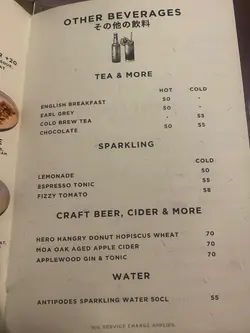 OTHER BEVERAGES
その他の飲料
TEA & MORE
HOT COLD
ENGLISH BREAKFAST 50 -
EARL GREY 50 -
COLD BREW TEA - 55
CHOCOLATE 50 55
SPARKLING
COLD
LEMONADE 50
ESPRESSO TONIC 55
FIZZY TOMATO 58
CRAFT BEER, CIDER & MORE
HERO HANGRY DONUT HOPISCUS WHEAT 70
MOA OAK AGED APPLE CIDER 70
APPLEWOOD GIN & TONIC 70
WATER
ANTIPODES SPARKLING WATER 50CL 55
10% SERVICE CHARGE APPLIES